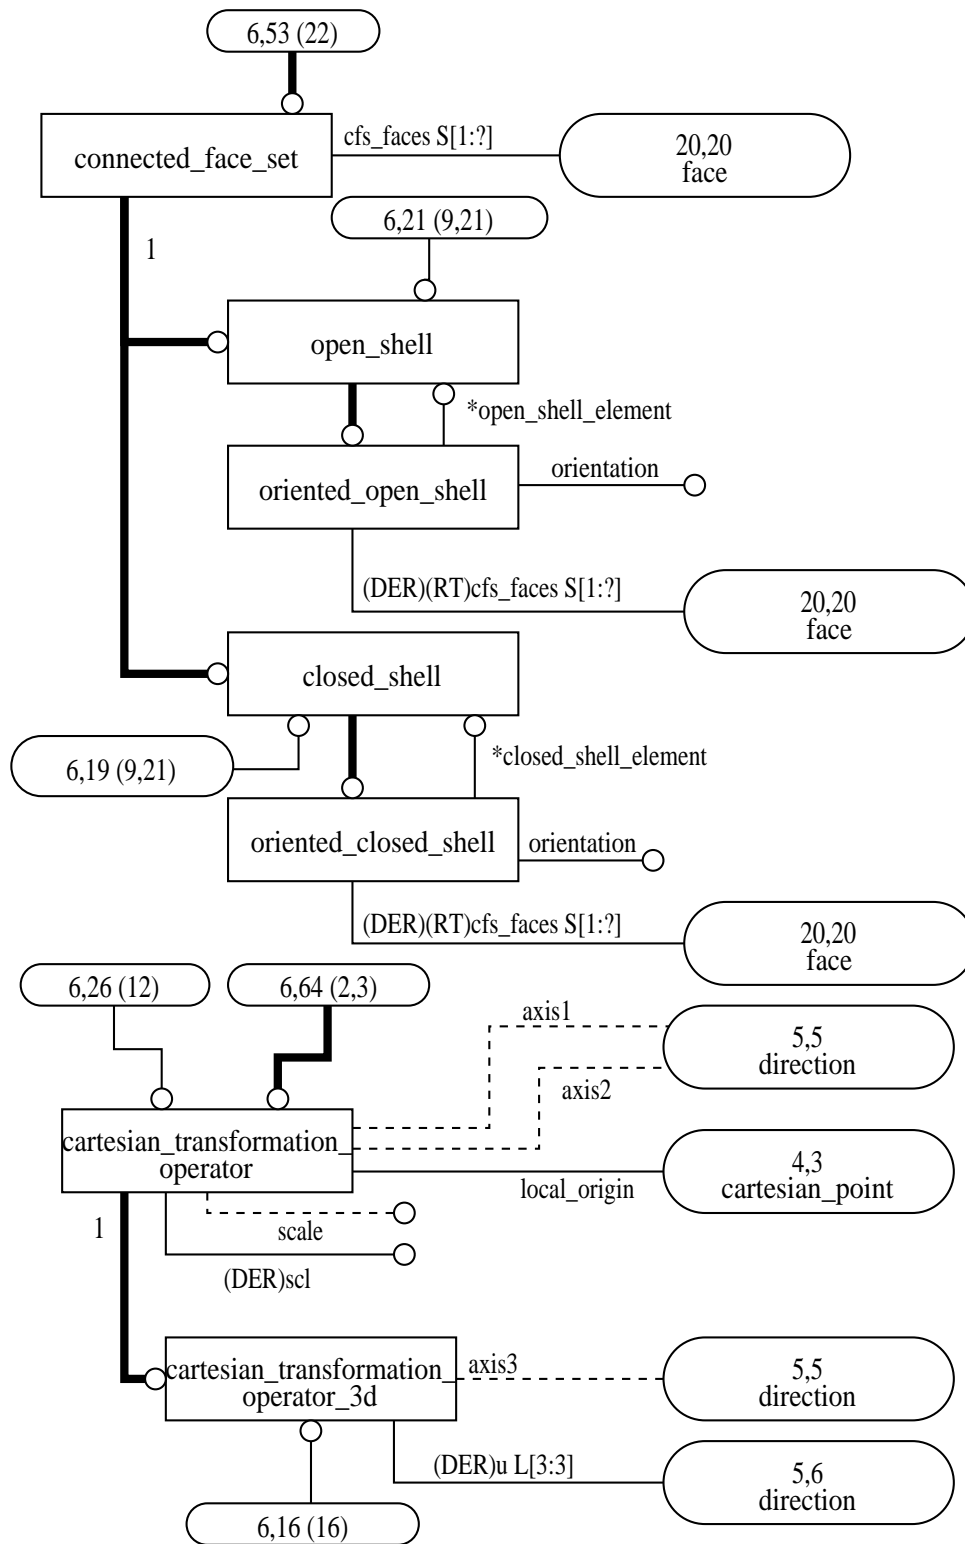 6,53 (22)
connected_face_set
cfs_faces S[1:?]
20,20
face
1
6,21 (9,21)
open_shell
*open_shell_element
oriented_open_shell
orientation
(DER)(RT)cfs_faces S[1:?]
20,20
face
closed_shell
6,19 (9,21)
*closed_shell_element
oriented_closed_shell
orientation
(DER)(RT)cfs_faces S[1:?]
20,20
face
6,26 (12)
6,64 (2,3)
axis1
5,5
direction
axis2
cartesian_transformation_
operator
local_origin
4,3
cartesian_point
1
scale
(DER)scl
cartesian_transformation_
operator_3d
axis3
5,5
direction
(DER)u L[3:3]
5,6
direction
6,16 (16)